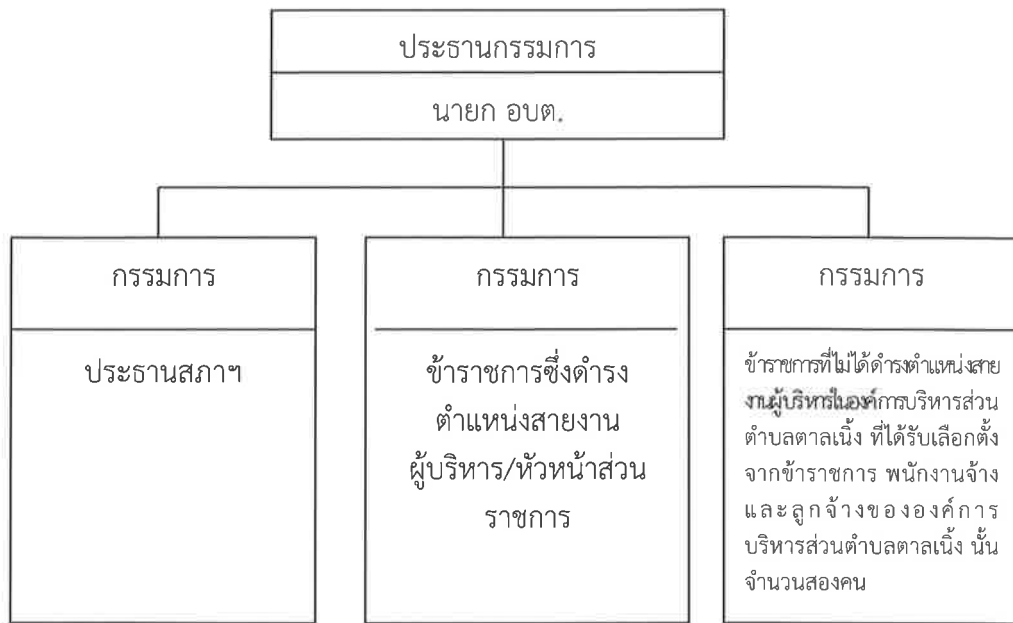 ประธานกรรมการ
นายก อบต.
กรรมการ
ประธานสภาฯ
กรรมการ
ข้าราชการซึ่งดำรง
ตำแหน่งสายงาน
ผู้บริหาร/หัวหน้าส่วน
ราชการ
กรรมการ
ข้าราชการที่ไม่ได้ดำรงตำแหน่งสาย
งานผู้บริหารในองค์การบริหารส่วน
ตำบลตาลเนิ้ง ที่ได้รับเลือกตั้ง
จากข้าราชการ พนักงานจ้าง
และลูกจ้างขององค์การ
บริหารส่วนตำบลตาลเนิ้ง นั้น
จำนวนสองคน